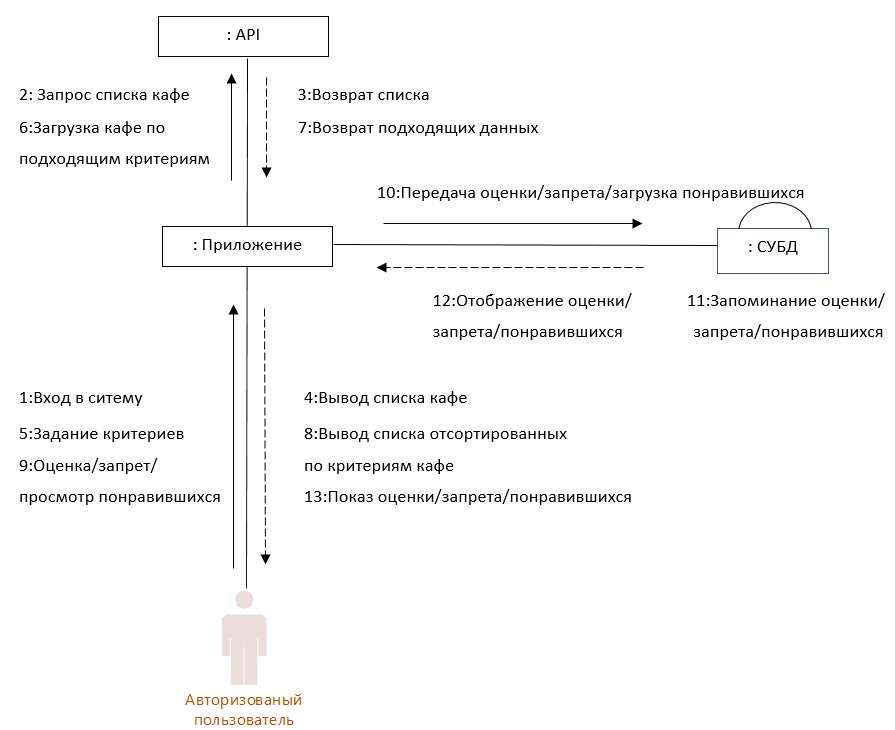 : API
2: Запрос списка кафе
6:Загрузка кафе по
подходящим критериям
3:Возврат списка
7:Возврат подходящих данных
10:Передача оценки/запрета/загрузка понравившихся
: Приложение
: СУБД
12:Отображение оценки/
запрета/понравившихся
11:Запоминание оценки/
запрета/понравившихся
1:Вход в ситему
5:Задание критериев
9:Оценка/запрет/
просмотр понравившихся
4:Вывод списка кафе
8:Вывод списка отсортированных
по критериям кафе
13:Показ оценки/запрета/понравившихся
Авторизованый
пользователь